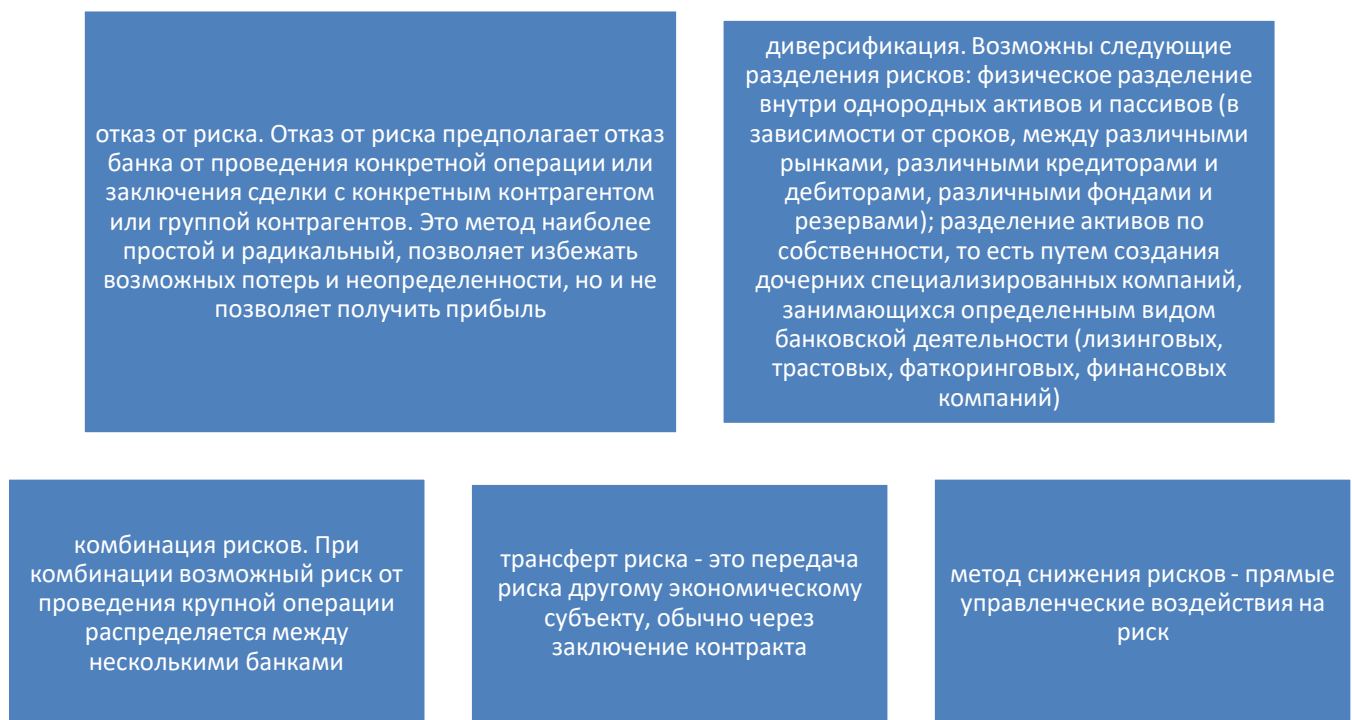 отказ от риска. Отказ от риска предполагает отказ
банка от проведения конкретной операции или
заключения сделки с конкретным контрагентом
или группой контрагентов. Это метод наиболее
простой и радикальный, позволяет избежать
возможных потерь и неопределенности, но и не
позволяет получить прибыль
диверсификация. Возможны следующие
разделения рисков: физическое разделение
внутри однородных активов и пассивов (в
зависимости от сроков, между различными
рынками, различными кредиторами и
дебиторами, различными фондами и
резервами); разделение активов по
собственности, то есть путем создания
дочерних специализированных компаний,
занимающихся определенным видом
банковской деятельности (лизинговых,
трастовых, фаткоринговых, финансовых
компаний)
комбинация рисков. При
комбинации возможный риск от
проведения крупной операции
распределяется между
несколькими банками
трансферт риска - это передача
риска другому экономическому
субъекту, обычно через
заключение контракта
метод снижения рисков - прямые
управленческие воздействия на
риск